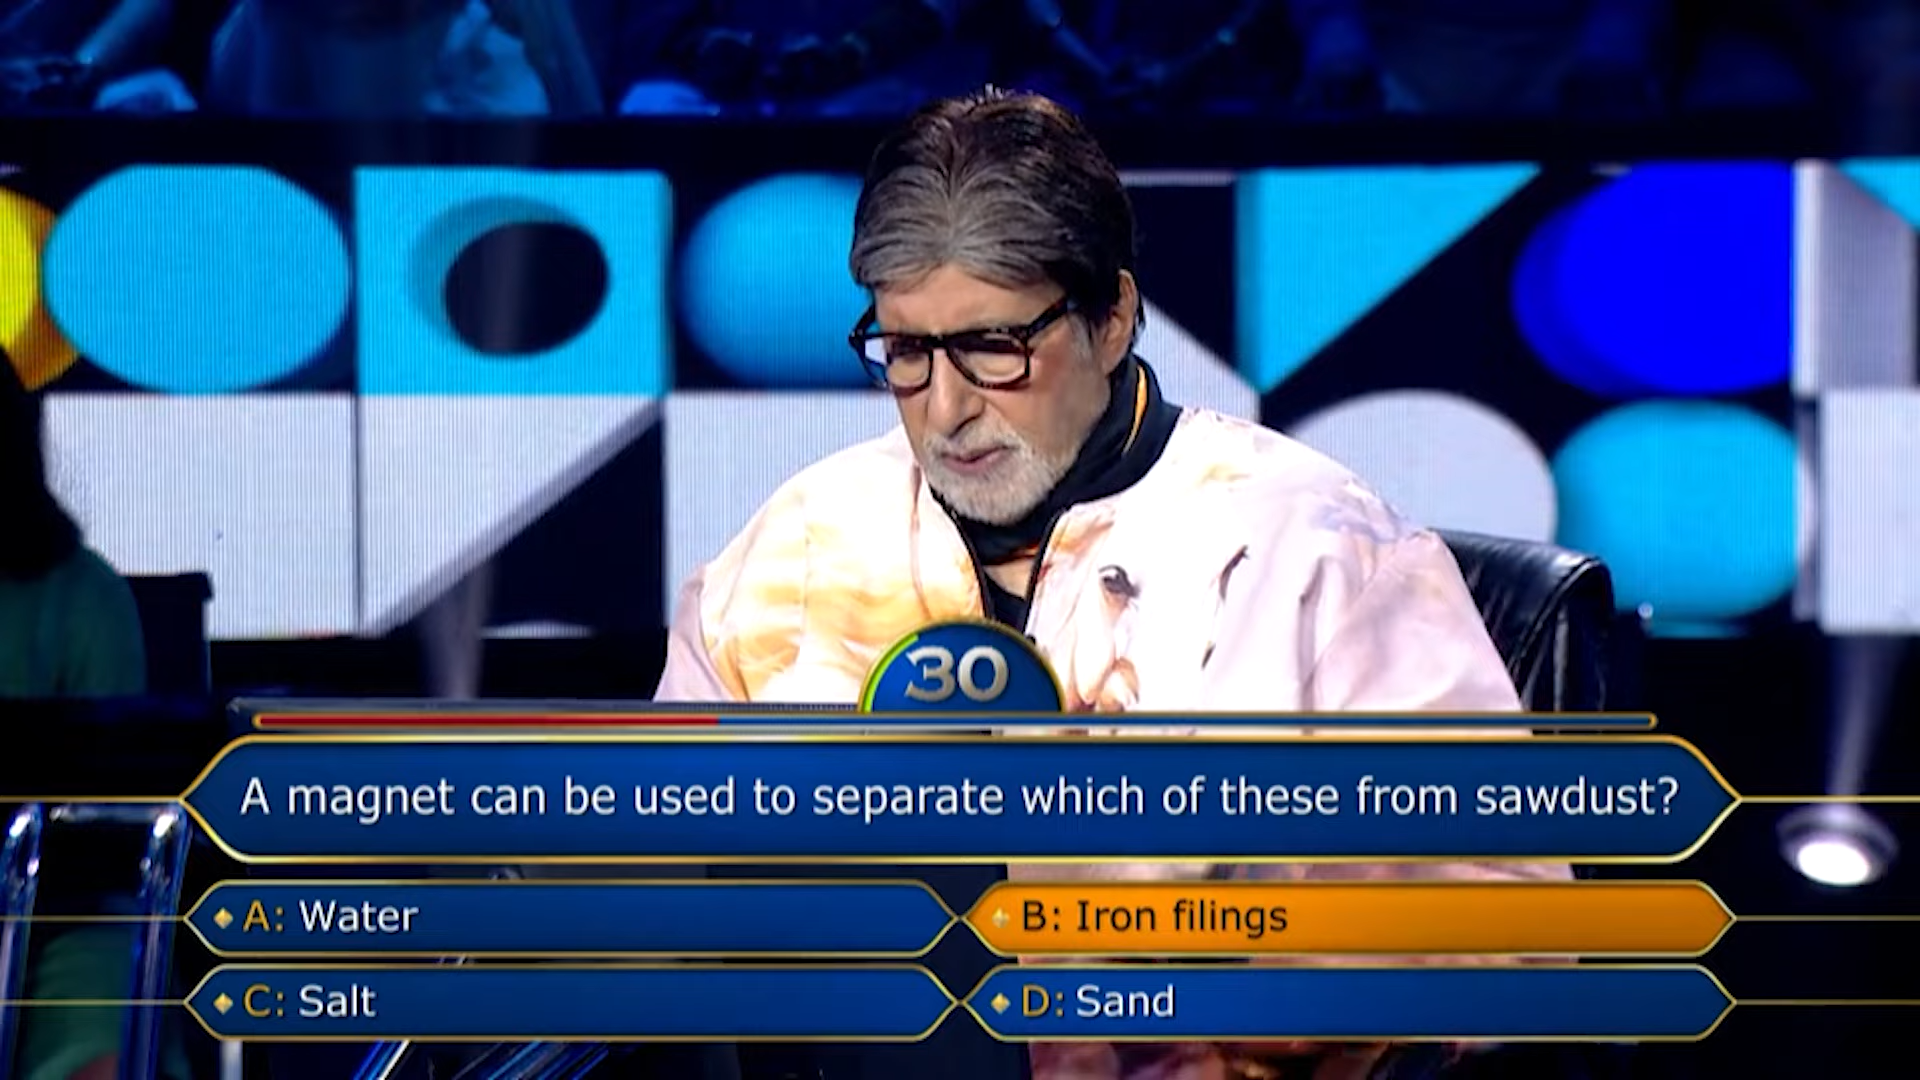 30
A magnet can be used to separate which of these from sawdust?
A: Water
B: Iron filings
C: Salt
D: Sand